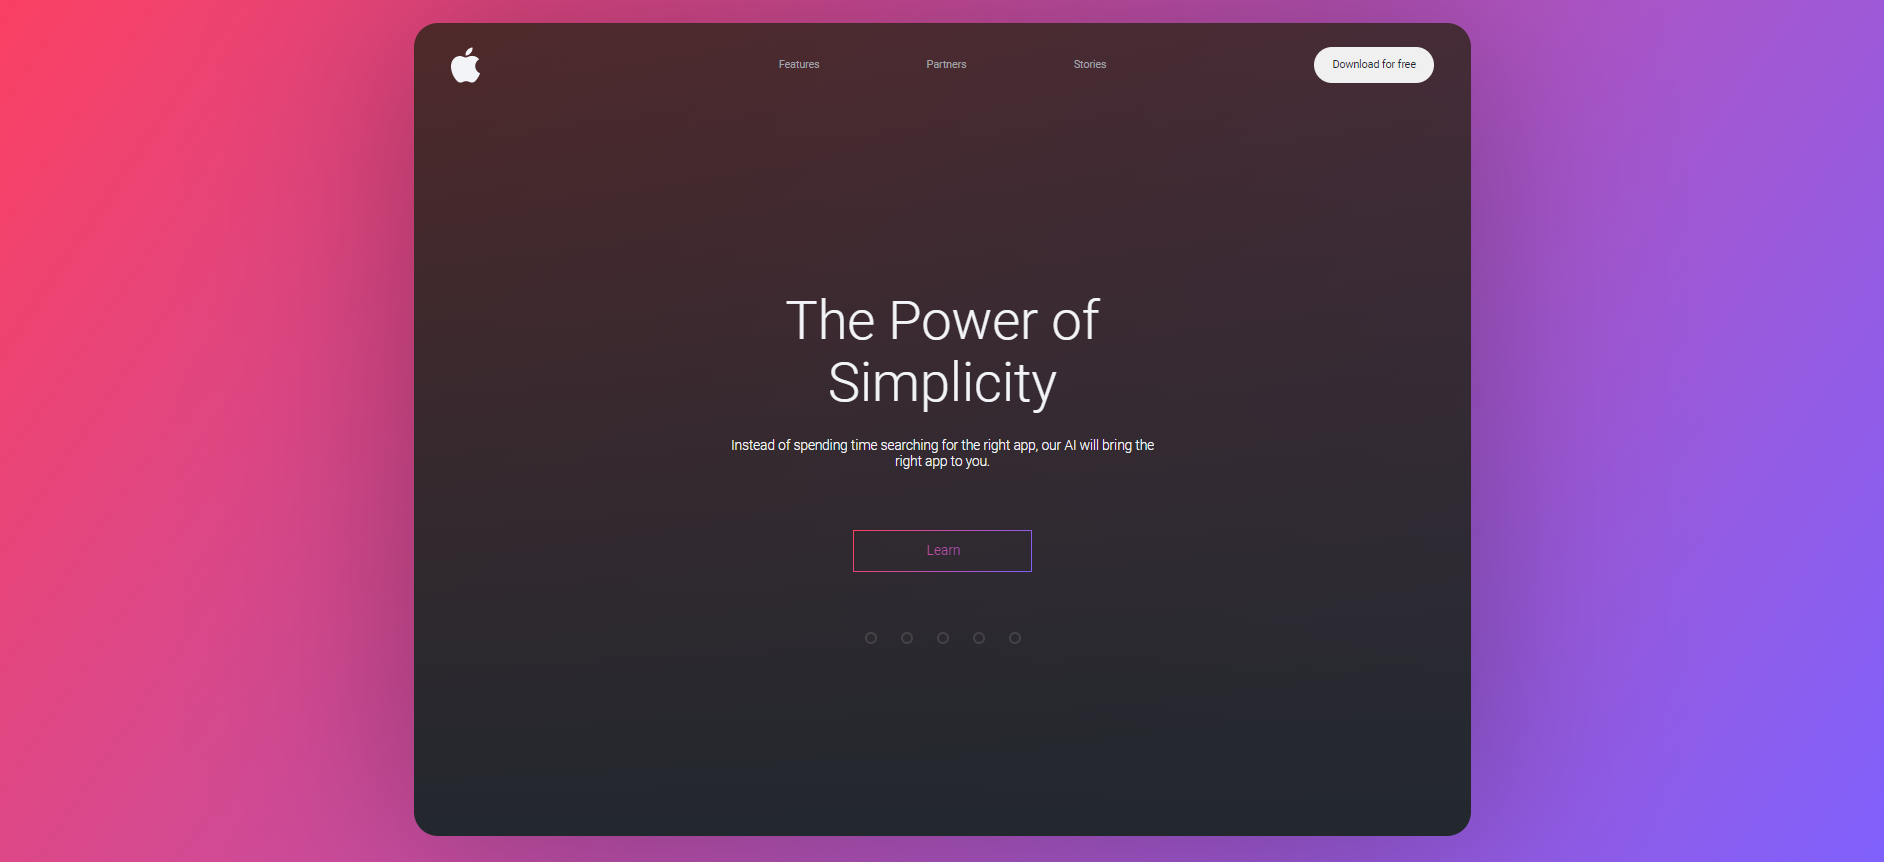 Features
Partners
Stories
Download for free
The Power of
Simplicity
Instead of spending time searching for the right app, our AI will bring the
right app to you.
Learn